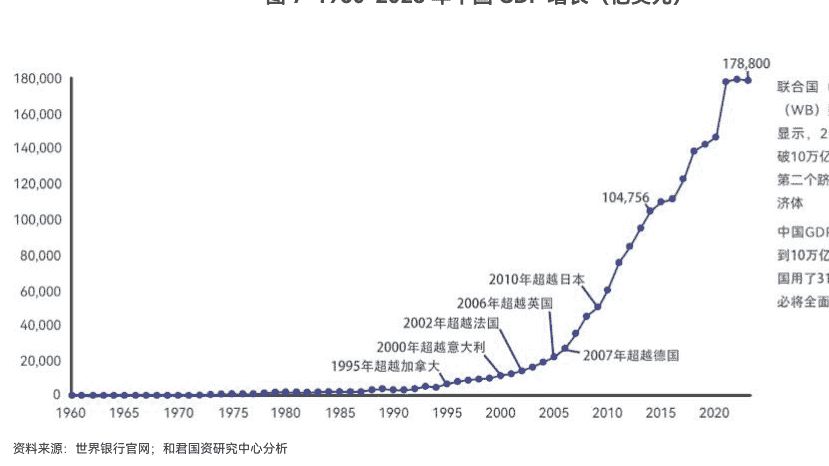 178,800
180,000
160,000
140,000
120,000
100,000
80,000
60,000
40,000
20,000
0
104,756
2010年超越日本
2006年超越英国
2002年超越法国
2000年超越意大利
1995年超越加拿大
2007年超越德国
1960 1965 1970 1975 1980 1985 1990 1995 2000 2005 2010 2015 2020
联合国
（WB）
显示，2
破10万亿
第二个跻
济体
中国GDP
到10万亿
国用了31
必将全面
资料来源：世界银行官网；和君国资研究中心分析